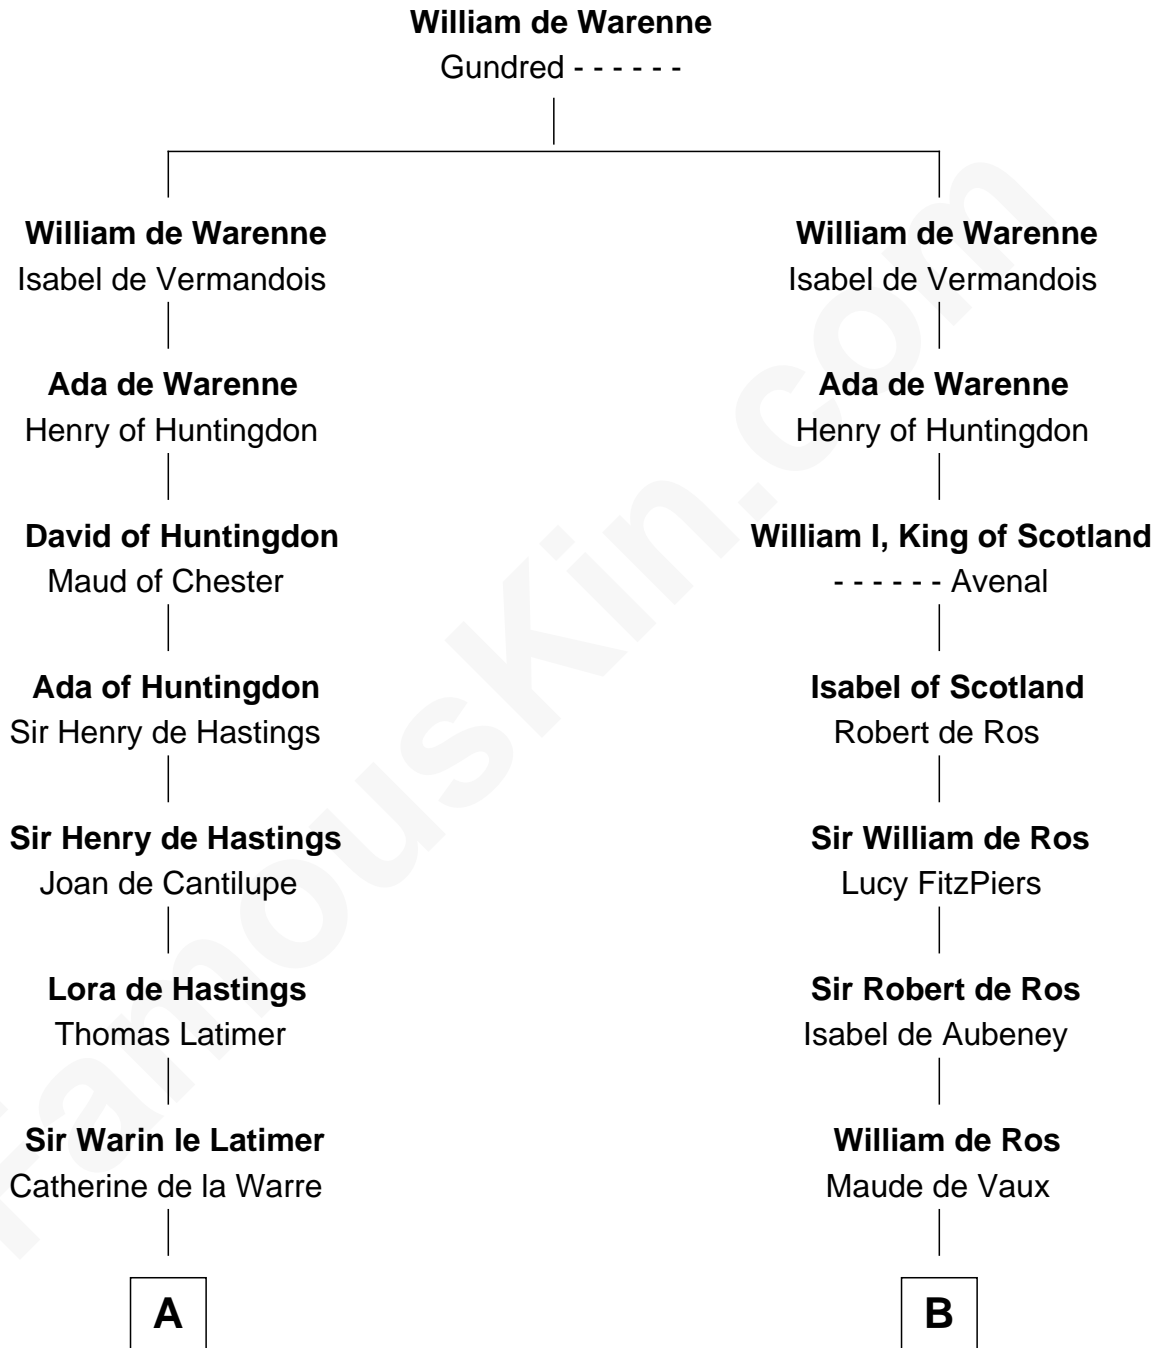 William de Warenne
Gundred - - - - - -
William de Warenne
Isabel de Vermandois
Ada de Warenne
Henry of Huntingdon
David of Huntingdon
Maud of Chester
Ada of Huntingdon
Sir Henry de Hastings
Sir Henry de Hastings
Joan de Cantilupe
Lora de Hastings
Thomas Latimer
Sir Warin le Latimer
Catherine de la Warre
A
William de Warenne
Isabel de Vermandois
Ada de Warenne
Henry of Huntingdon
William I, King of Scotland
- - - - - - Avenal
Isabel of Scotland
Robert de Ros
Sir William de Ros
Lucy FitzPiers
Sir Robert de Ros
Isabel de Aubeney
William de Ros
Maude de Vaux
B
FamousKin.com